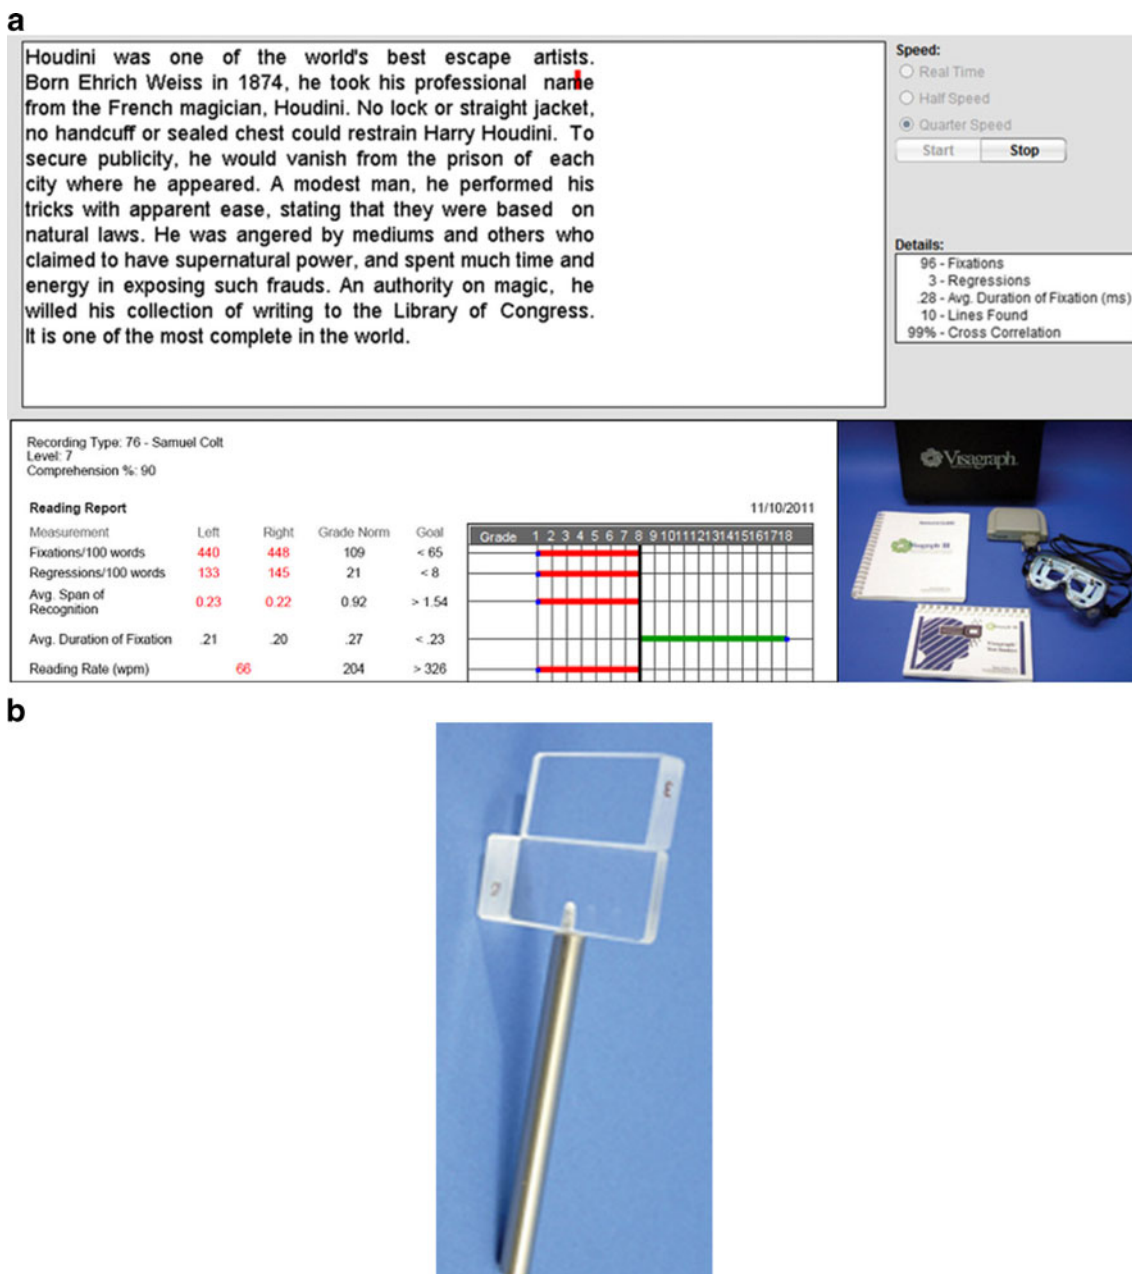 a
Houdini was one of the world's best escape artists.
Born Ehrich Weiss in 1874, he took his professional name
from the French magician, Houdini. No lock or straight jacket,
no handcuff or sealed chest could restrain Harry Houdini. To
secure publicity, he would vanish from the prison of each
city where he appeared. A modest man, he performed his
tricks with apparent ease, stating that they were based on
natural laws. He was angered by mediums and others who
claimed to have supernatural power, and spent much time and
energy in exposing such frauds. An authority on magic, he
willed his collection of writing to the Library of Congress.
It is one of the most complete in the world.
Speed:
Real Time
Half Speed
Quarter Speed
Start Stop
Details:
96 - Fixations
3 - Regressions
.28 - Avg. Duration of Fixation (ms)
10 - Lines Found
99% - Cross Correlation
Recording Type: 76 - Samuel Colt
Level: 7
Comprehension %: 90
Reading Report 11/10/2011
Measurement Left Right Grade Norm Goal
Grade 1 2 3 4 5 6 7 8 9 10 11 12 13 14 15 16 17 18
Fixations/100 words 440 448 109 < 65
Regressions/100 words 133 145 21 < 8
Avg. Span of
Recognition 0.23 0.22 0.92 > 1.54
Avg. Duration of Fixation .21 .20 .27 < .23
Reading Rate (wpm) 66 204 > 326
Visagraph
Visagraph III
Visagraph
b
3
2